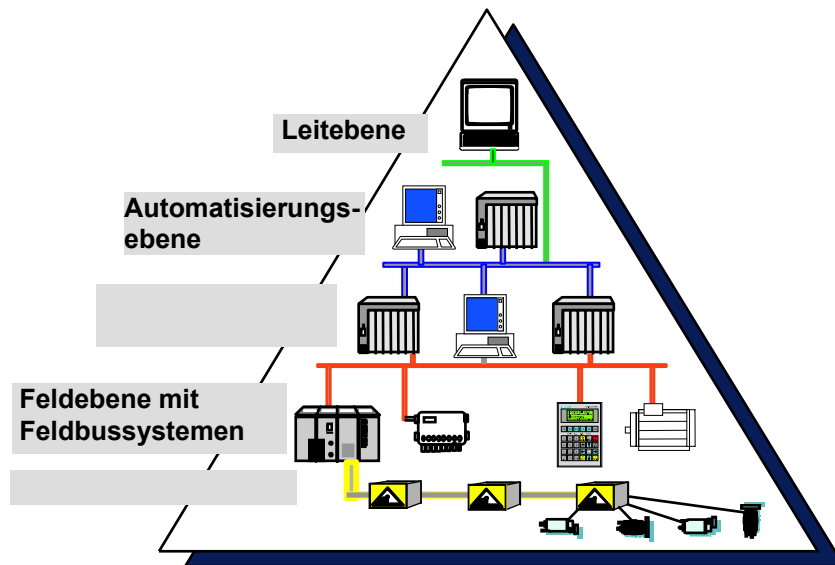 Leitebene
Automatisierungs-
ebene
Feldebene mit
Feldbussystemen